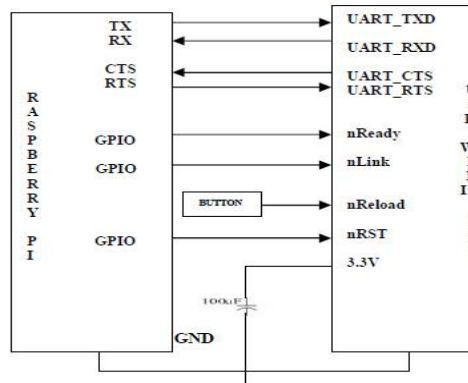 TX
RX
CTS
RTS
GPIO
GPIO
GPIO
GND
RASPBERRY PI
BUTTON
100uF
UART_TXD
UART_RXD
UART_CTS
UART_RTS
nReady
nLink
nReload
nRST
3.3V